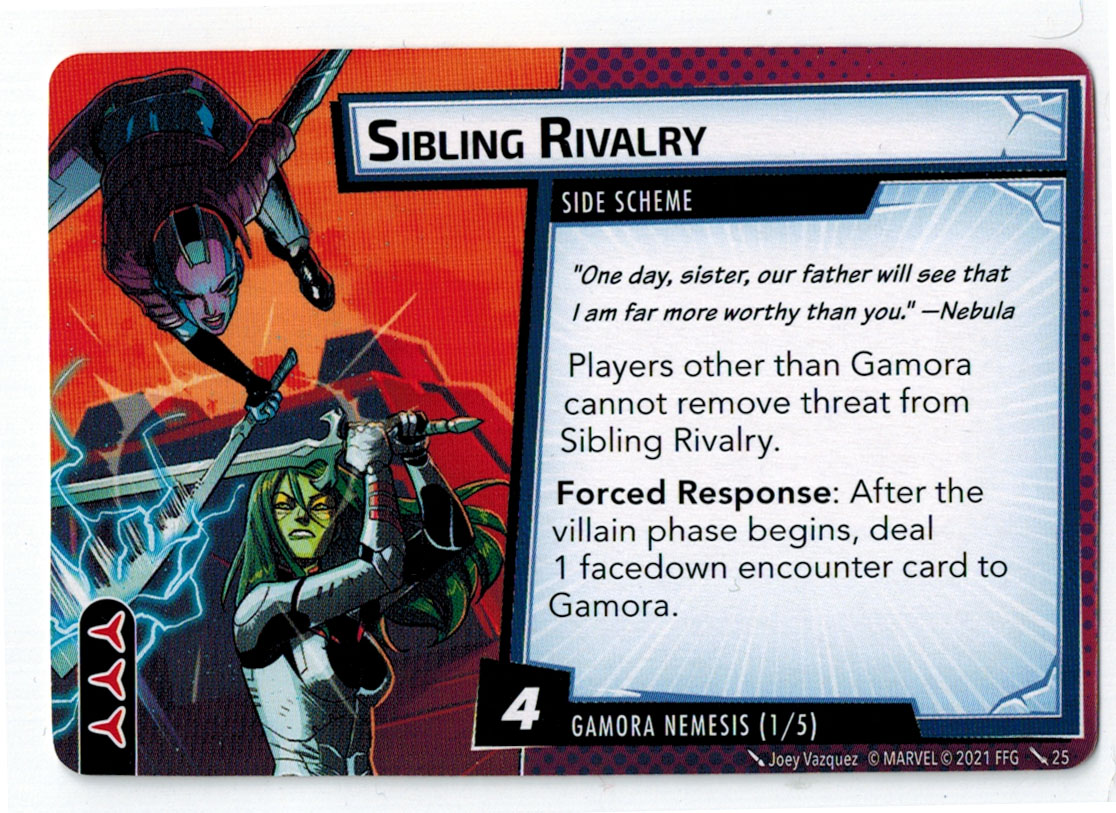 SIBLING RIVALRY
SIDE SCHEME
"One day, sister, our father will see that
I am far more worthy than you." —Nebula
Players other than Gamora
cannot remove threat from
Sibling Rivalry.
Forced Response: After the
villain phase begins, deal
1 facedown encounter card to
Gamora.
4
GAMORA NEMESIS (1/5)
Joey Vazquez © MARVEL © 2021 FFG 25